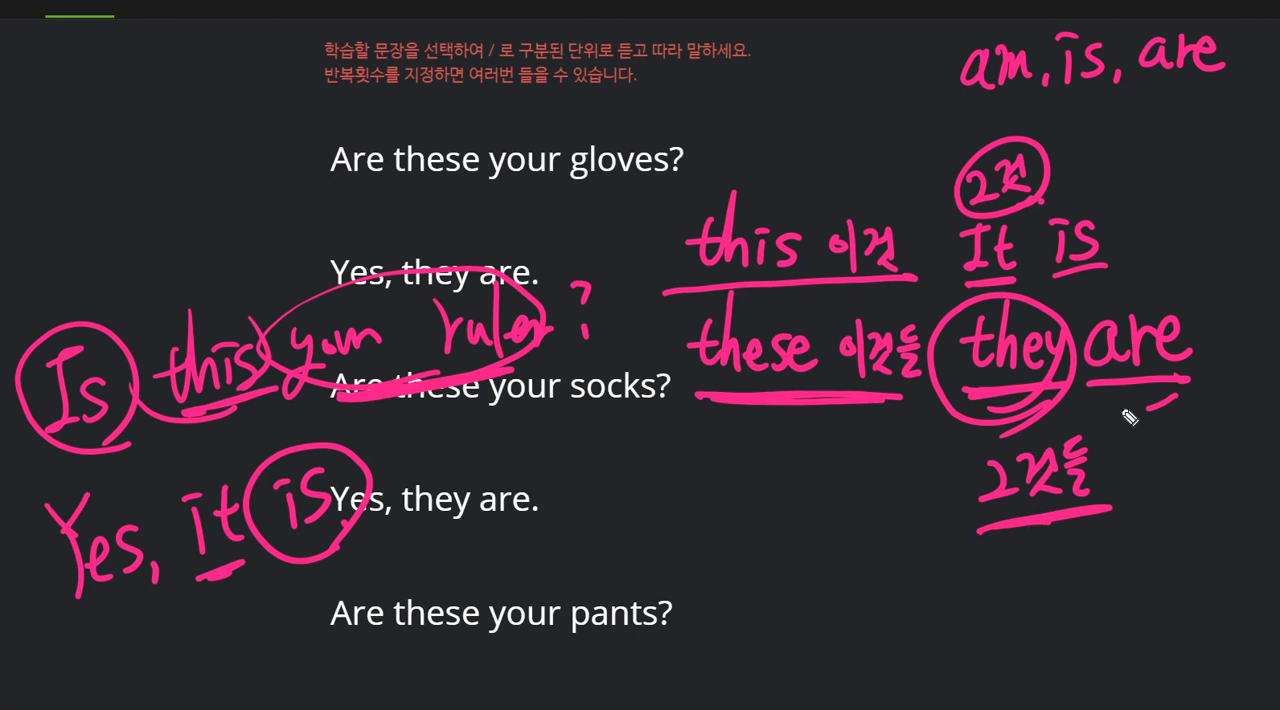 학습할 문장을 선택하여 / 로 구분된 단위로 듣고 따라 말하세요.
반복횟수를 지정하면 여러번 들을 수 있습니다.
am, is, are
Are these your gloves?
그것
this 이것 It is
Yes, they are.
these 이것들 they are
Is this your ruler?
Are these your socks?
그것들
Yes, it is
Yes, they are.
Are these your pants?